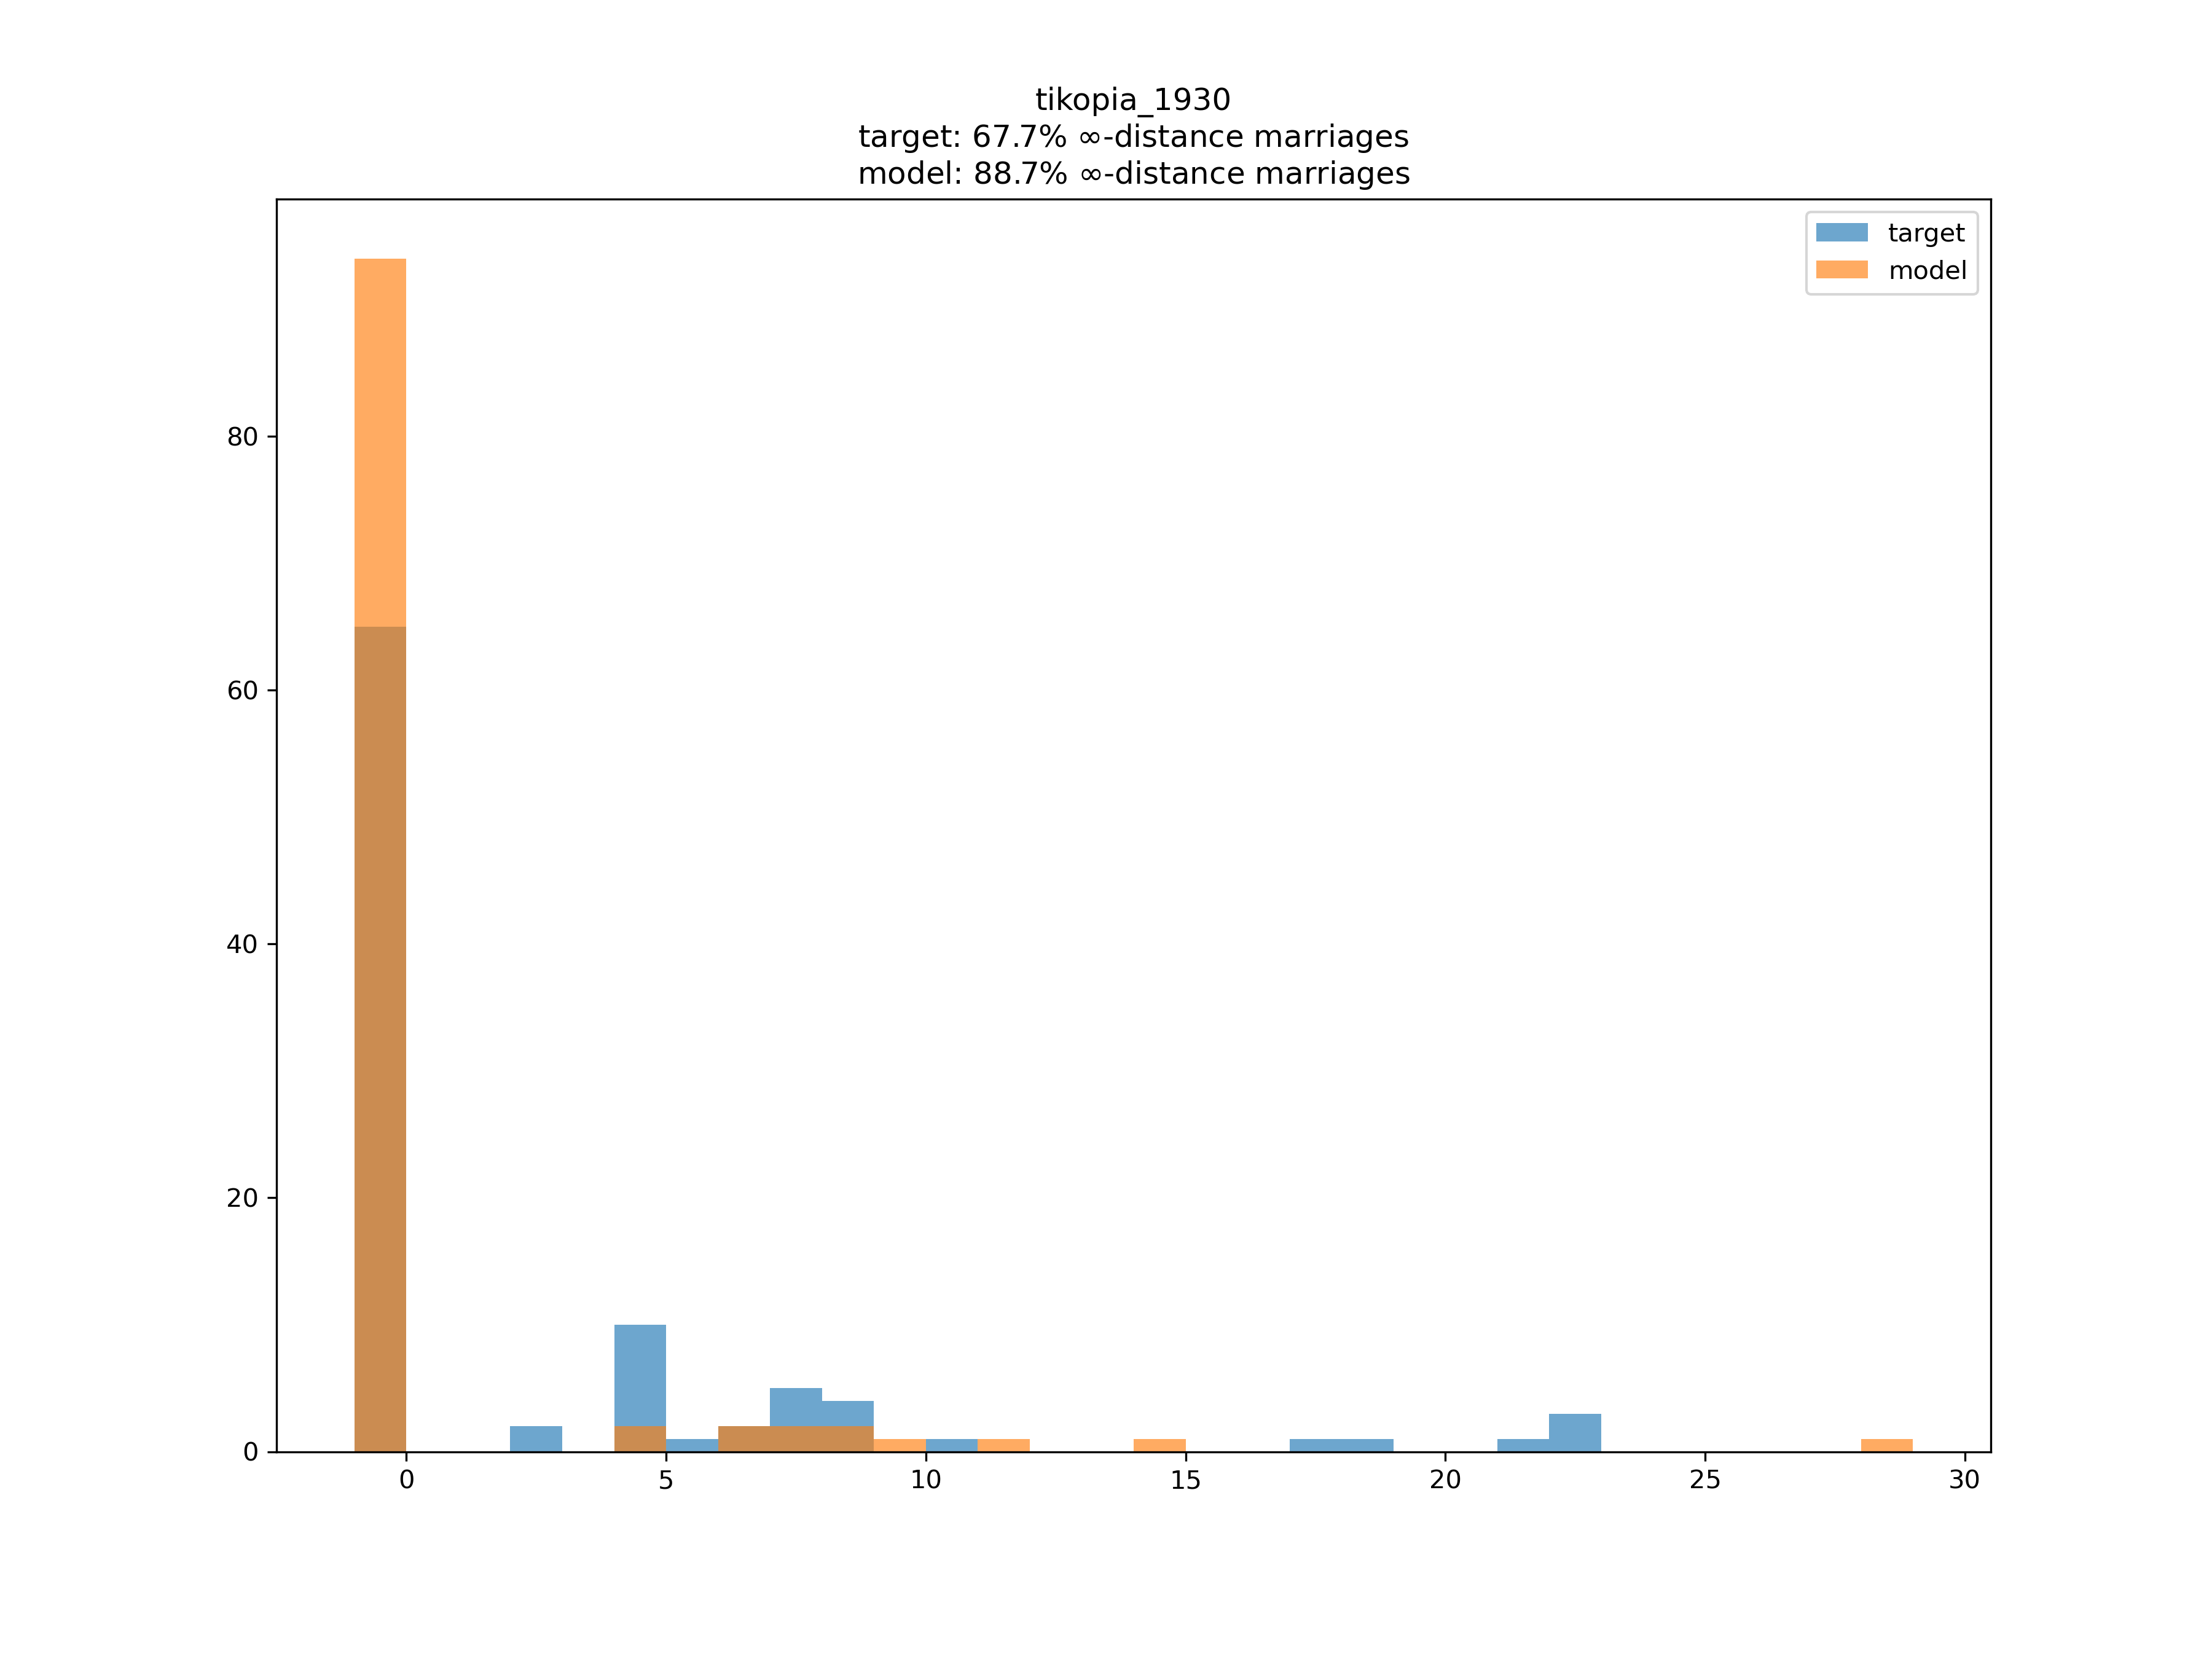 tikopia_1930
target: 67.7% ∞-distance marriages
model: 88.7% ∞-distance marriages
target
model
80
60
40
20
0
0 5 10 15 20 25 30